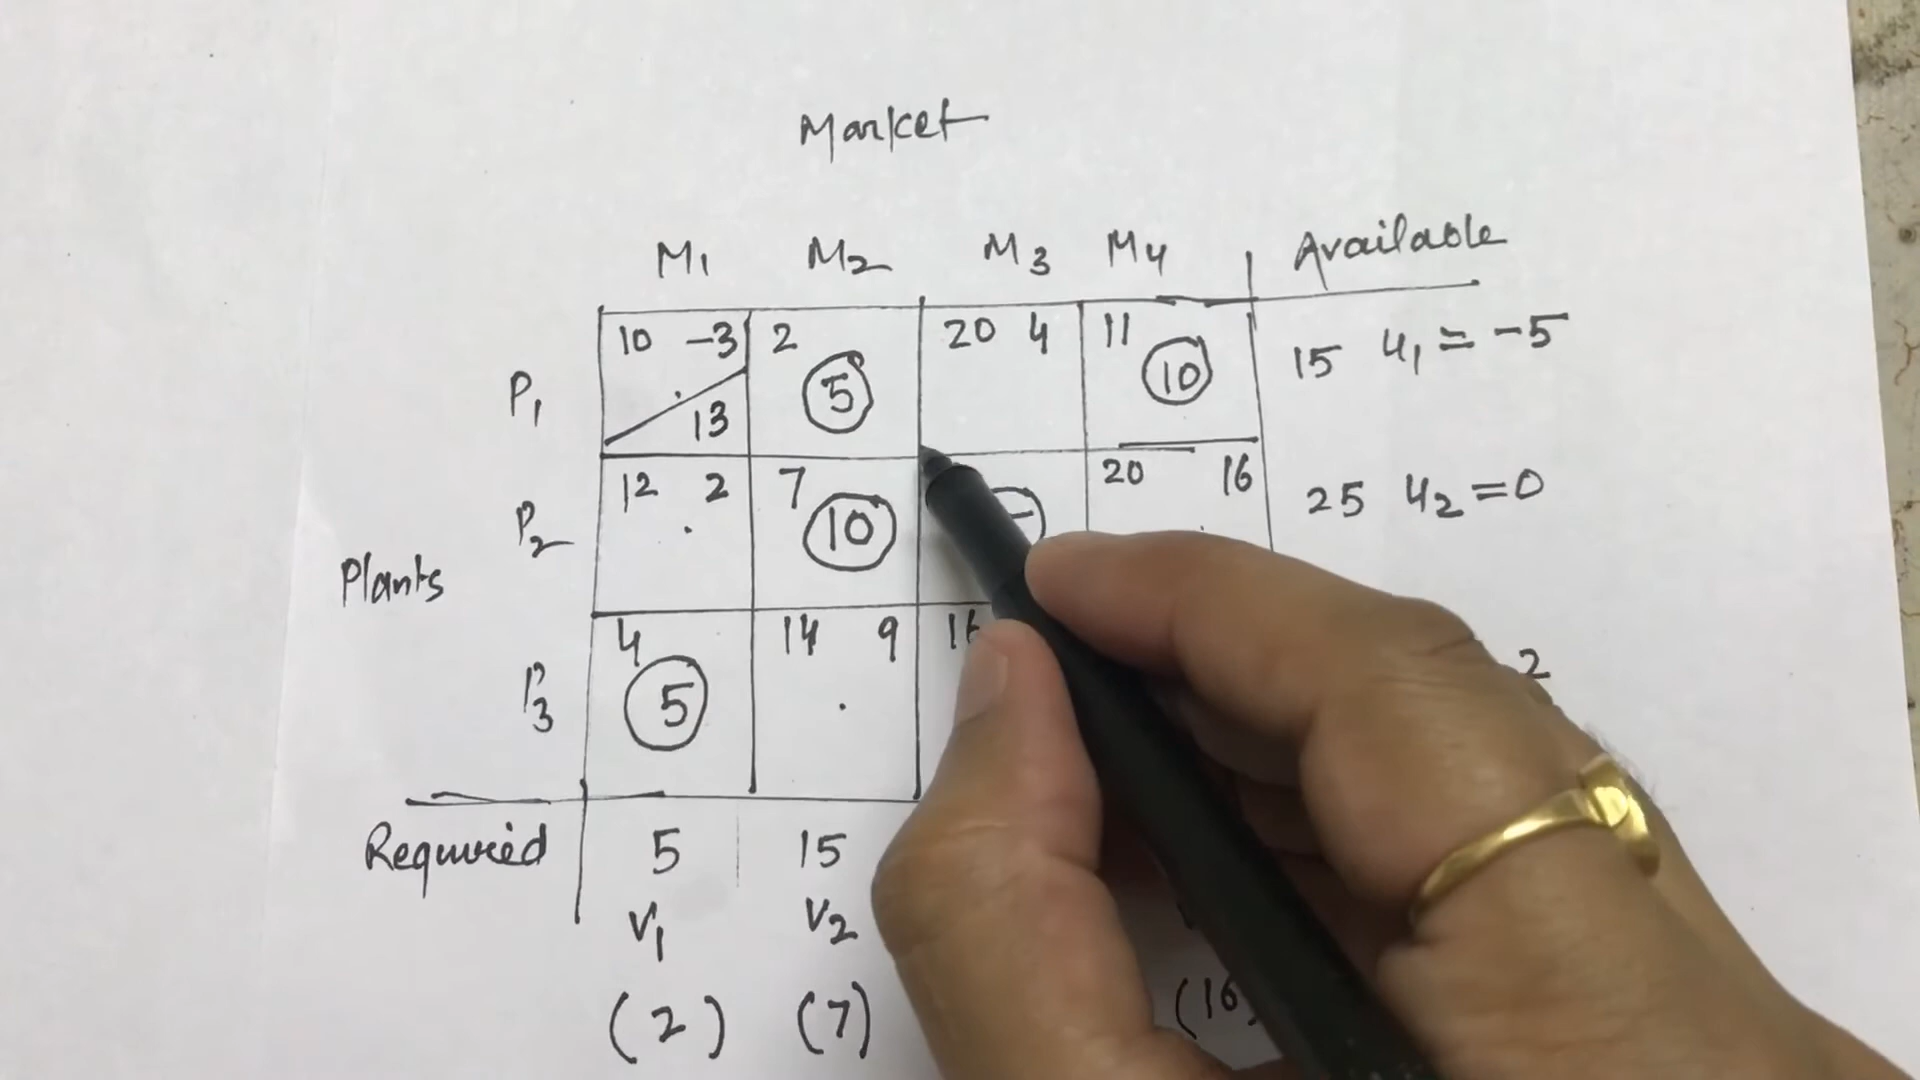 Market
M1 M2 M3 M4 Available
10 -3 2 20 4 11
P1 5 10 15 u1 = -5
13
12 2 7 20 16
P2 10 25 u2 = 0
Plants
4 14 9
P3 5 2
Required 5 15
V1 V2
(2) (7) (16)